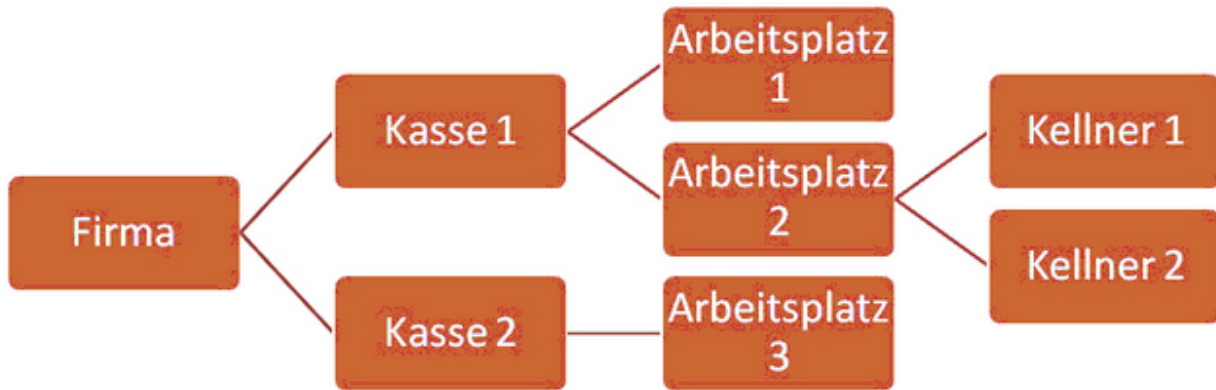 Firma
Kasse 1
Kasse 2
Arbeitsplatz
1
Arbeitsplatz
2
Arbeitsplatz
3
Kellner 1
Kellner 2